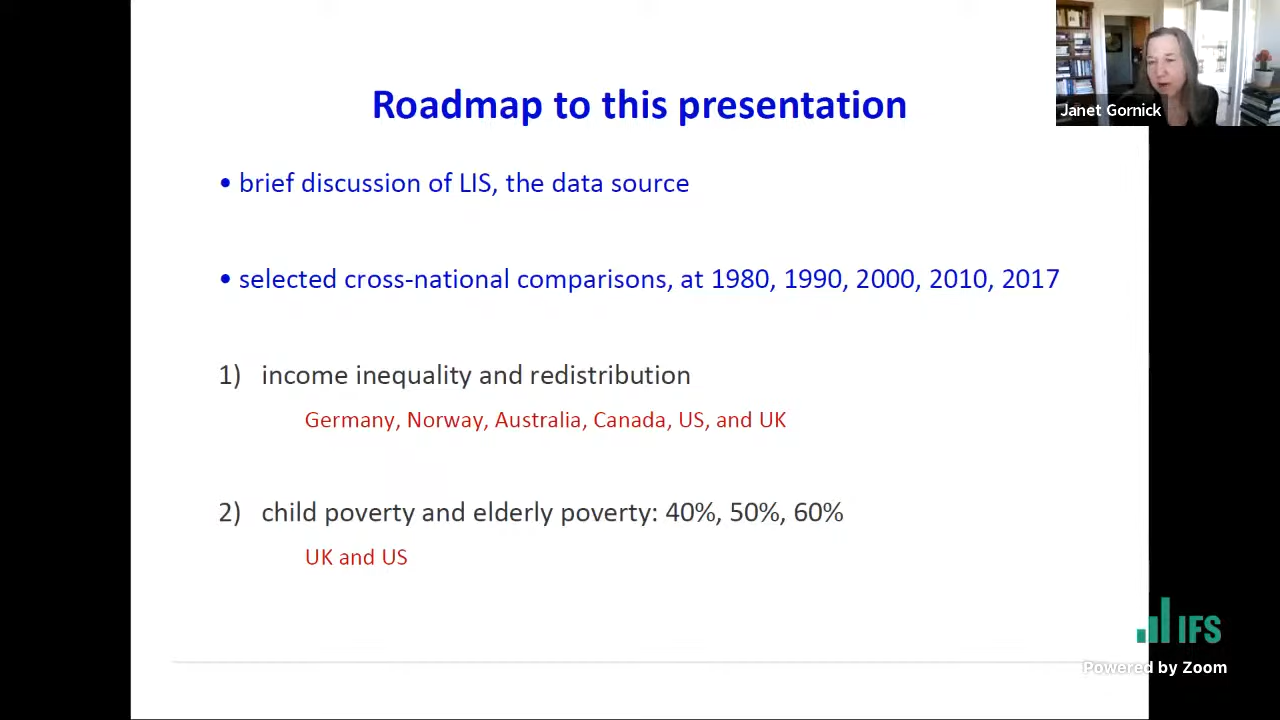 Roadmap to this presentation
Janet Gornick
• brief discussion of LIS, the data source
• selected cross-national comparisons, at 1980, 1990, 2000, 2010, 2017
1) income inequality and redistribution
Germany, Norway, Australia, Canada, US, and UK
2) child poverty and elderly poverty: 40%, 50%, 60%
UK and US
IFS
Powered by Zoom